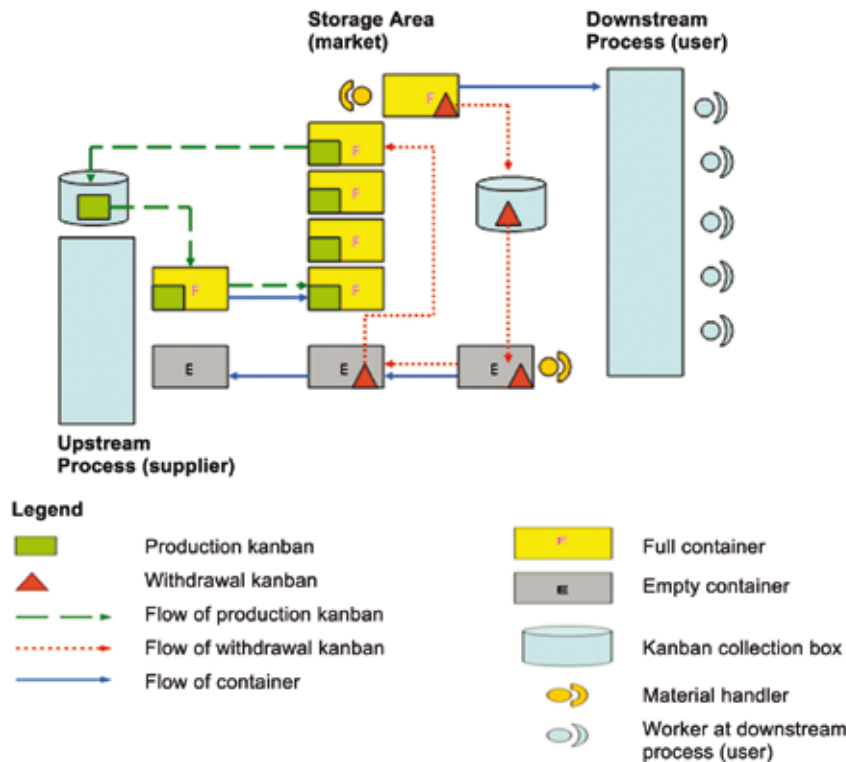 Storage Area
(market)
Downstream
Process (user)
F
F
F
F
F
F
E
E
E
Upstream
Process (supplier)
Legend
Production kanban
Withdrawal kanban
Flow of production kanban
Flow of withdrawal kanban
Flow of container
F
Full container
E
Empty container
Kanban collection box
Material handler
Worker at downstream
process (user)